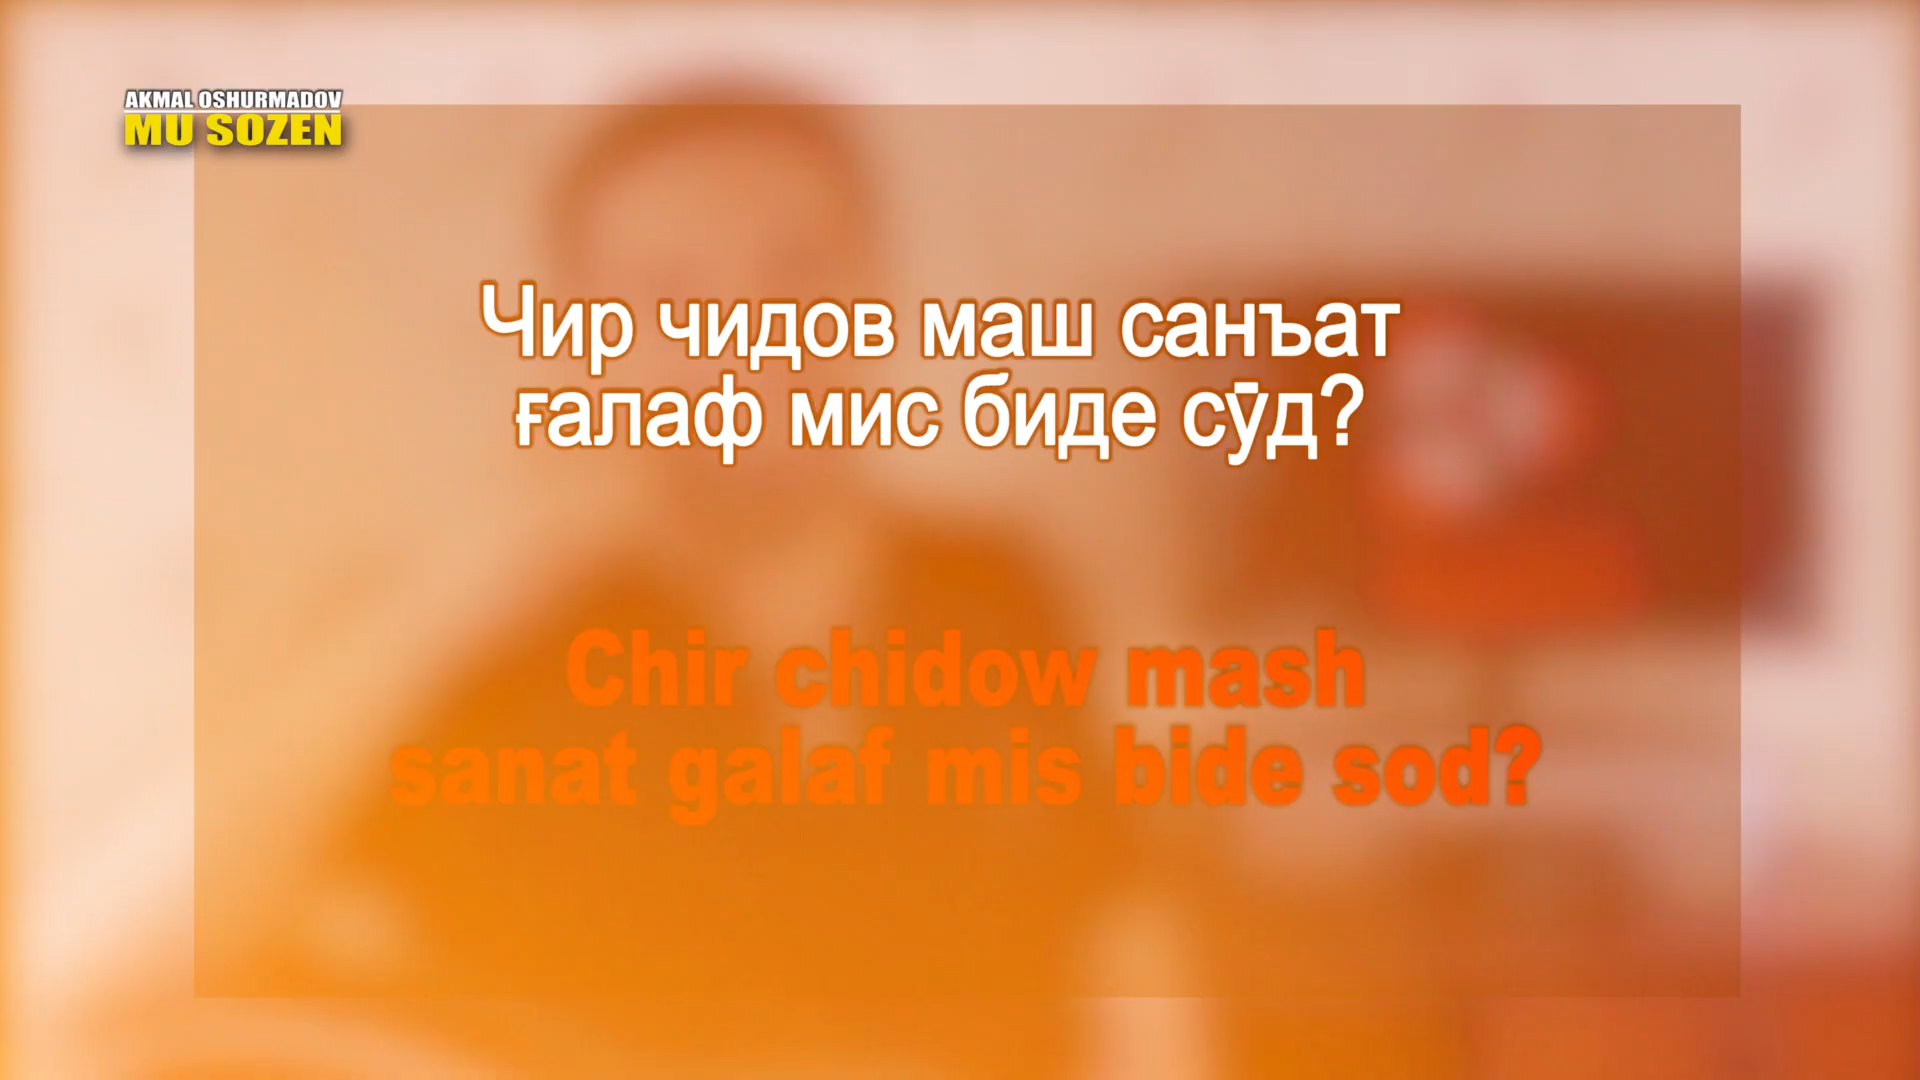 AKMAL OSHURMADOV
MU SOZEN
Чир чидов маш санъат
ғалаф мис биде сӯд?
Chir chidow mash
sanat galaf mis bide sod?